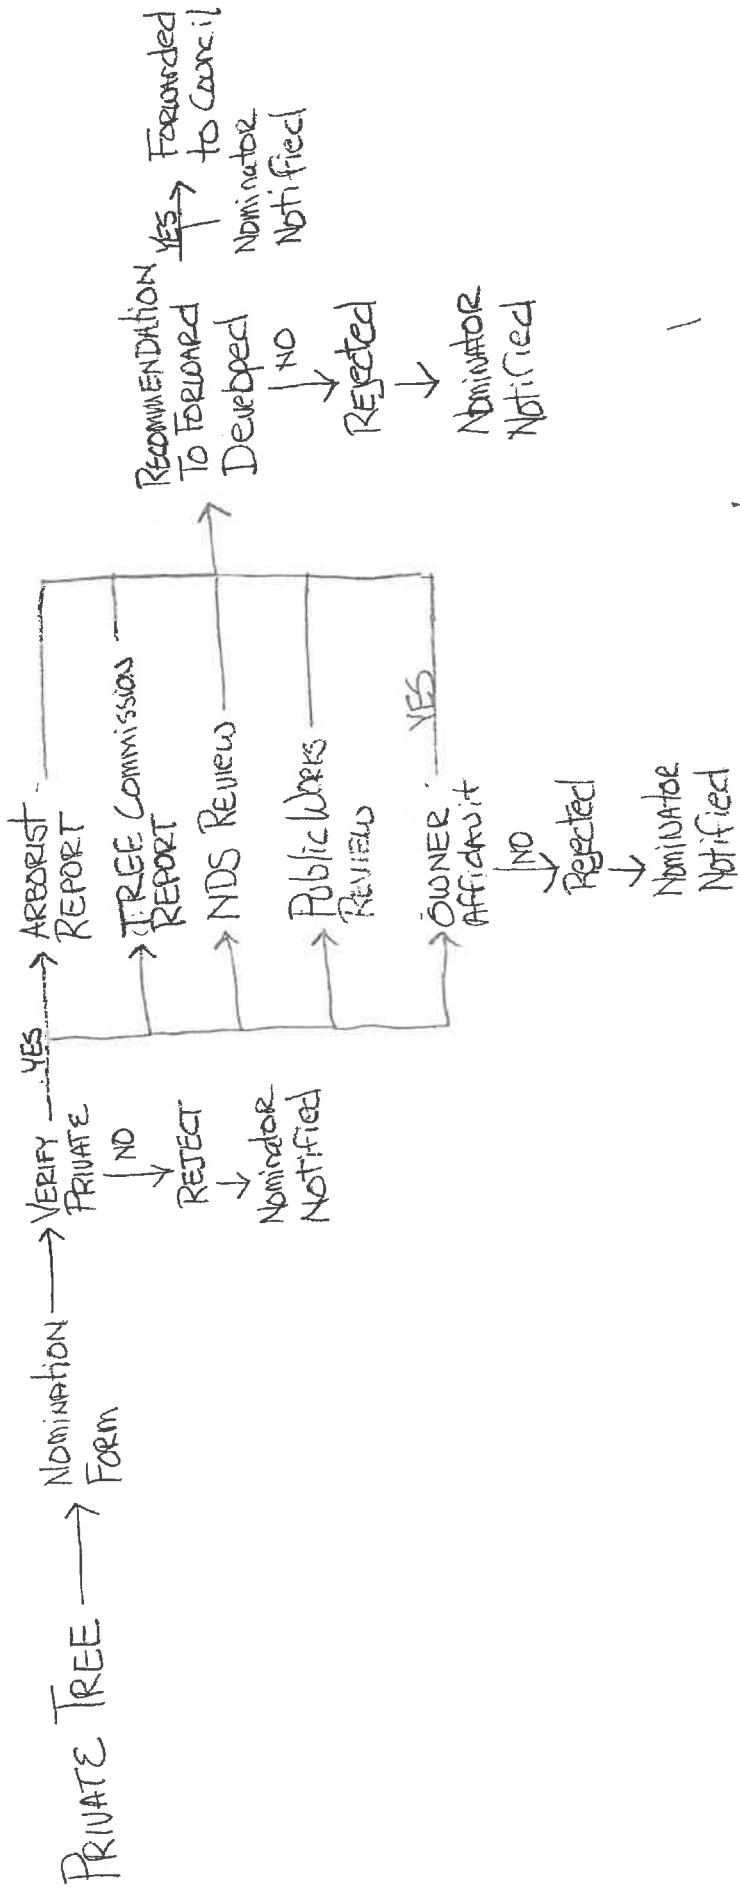 PRIVATE TREE
Nomination
Form
VERIFY
PRIVATE
YES
NO
REJECT
Nominator
Notified
ARBORIST
REPORT
TREE Commission
REPORT
NDS Review
Public Works
Review
OWNER
Affidavit
YES
NO
Rejected
Nominator
Notified
RECOMMENDATION
To Forward
Developed
NO
Rejected
Nominator
Notified
YES
Forwarded
to Council
Nominator
Notified